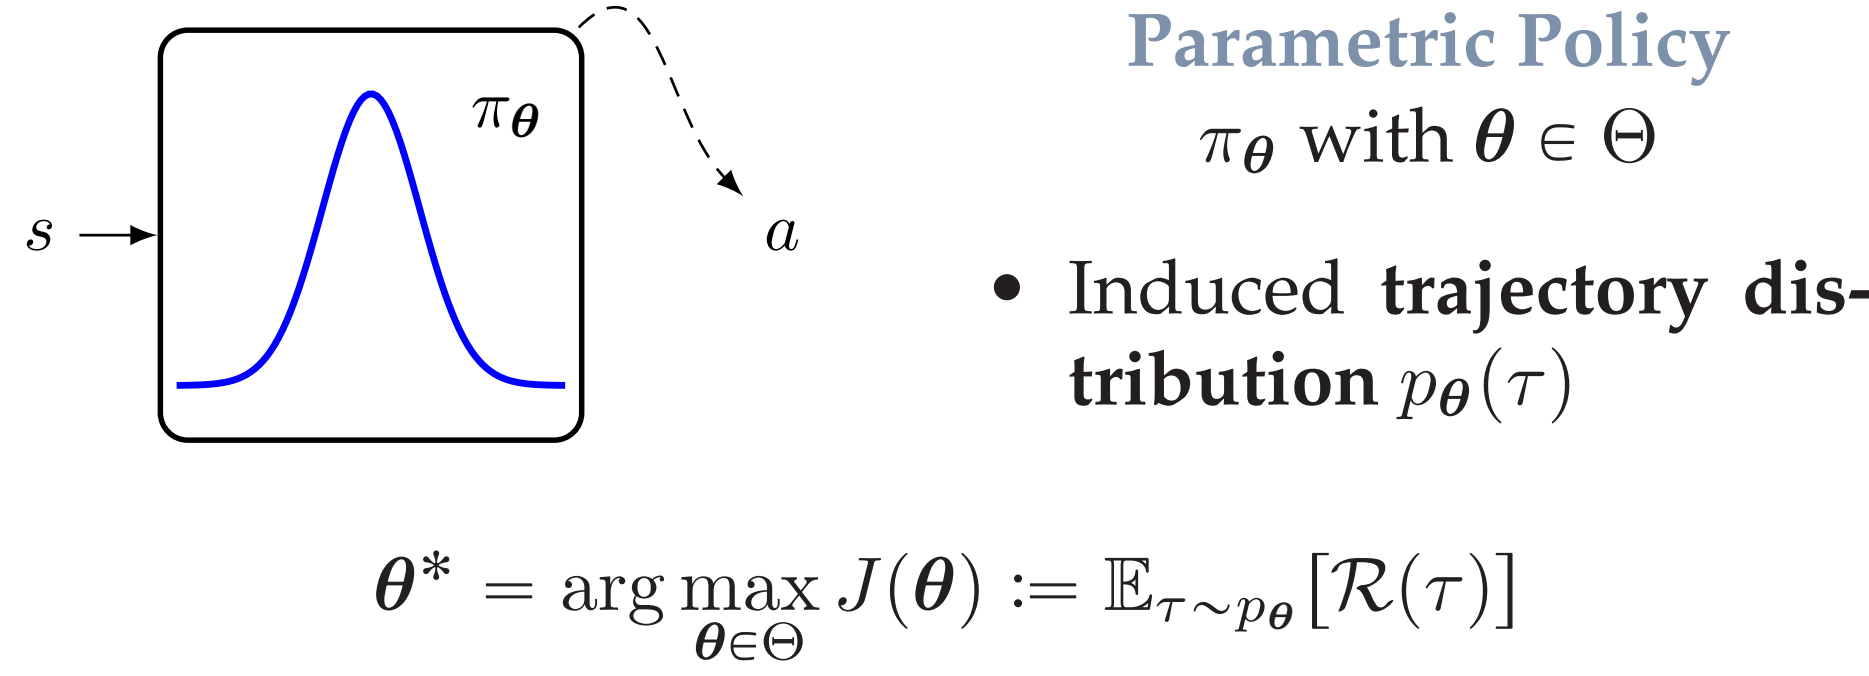 π_θ
s
a
Parametric Policy
π_θ with θ ∈ Θ
• Induced trajectory dis-
tribution p_θ(τ)
θ* = arg max_{θ∈Θ} J(θ) := 𝔼_{τ∼p_θ}[ℛ(τ)]